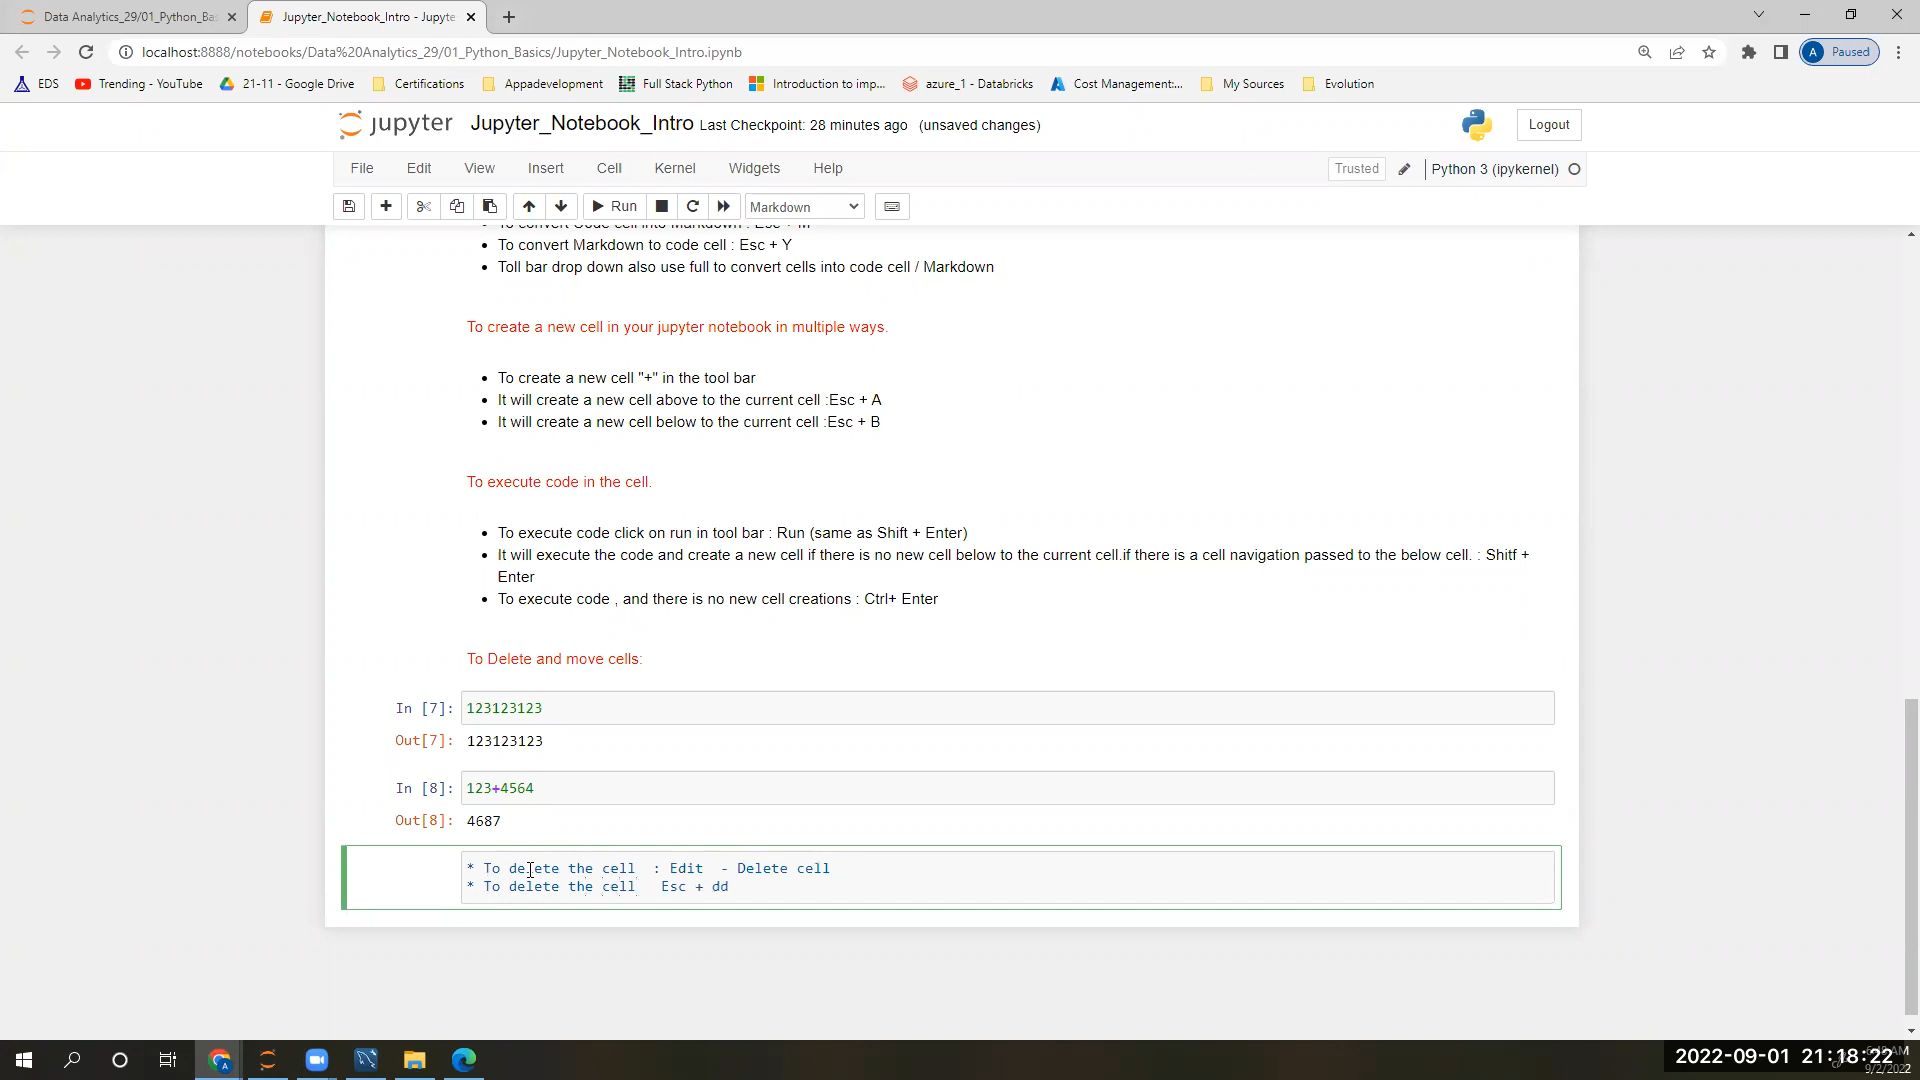 Data Analytics_29/01_Python_Ba
Jupyter_Notebook_Intro - Jupyte
localhost:8888/notebooks/Data%20Analytics_29/01_Python_Basics/Jupyter_Notebook_Intro.ipynb
A Paused
EDS
Trending - YouTube
21-11 - Google Drive
Certifications
Appadevelopment
Full Stack Python
Introduction to imp...
azure_1 - Databricks
Cost Management:...
My Sources
Evolution
jupyter Jupyter_Notebook_Intro Last Checkpoint: 28 minutes ago (unsaved changes)
Logout
File Edit View Insert Cell Kernel Widgets Help
Trusted
Python 3 (ipykernel)
Run
Markdown
• To convert Code cell into Markdown : Esc + M
• To convert Markdown to code cell : Esc + Y
• Toll bar drop down also use full to convert cells into code cell / Markdown
To create a new cell in your jupyter notebook in multiple ways.
• To create a new cell "+" in the tool bar
• It will create a new cell above to the current cell :Esc + A
• It will create a new cell below to the current cell :Esc + B
To execute code in the cell.
• To execute code click on run in tool bar : Run (same as Shift + Enter)
• It will execute the code and create a new cell if there is no new cell below to the current cell.if there is a cell navigation passed to the below cell. : Shitf +
Enter
• To execute code , and there is no new cell creations : Ctrl+ Enter
To Delete and move cells:
In [7]: 123123123
Out[7]: 123123123
In [8]: 123+4564
Out[8]: 4687
* To delete the cell : Edit - Delete cell
* To delete the cell Esc + dd
2022-09-01 21:18:22